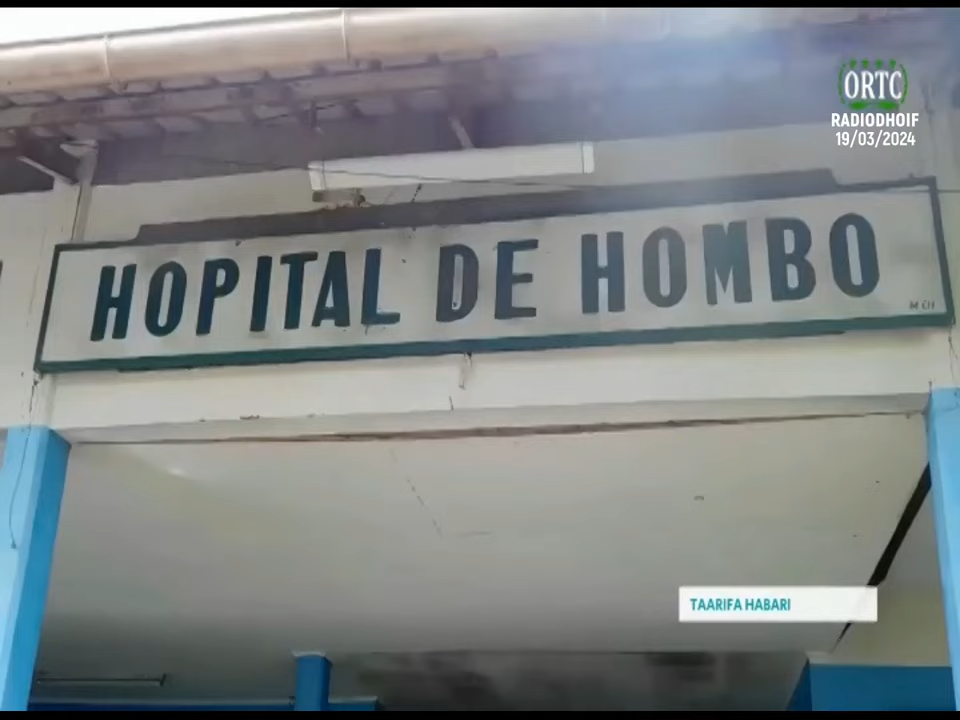 ORTC
RADIODHOIF
19/03/2024
HOPITAL DE HOMBO
TAARIFA HABARI